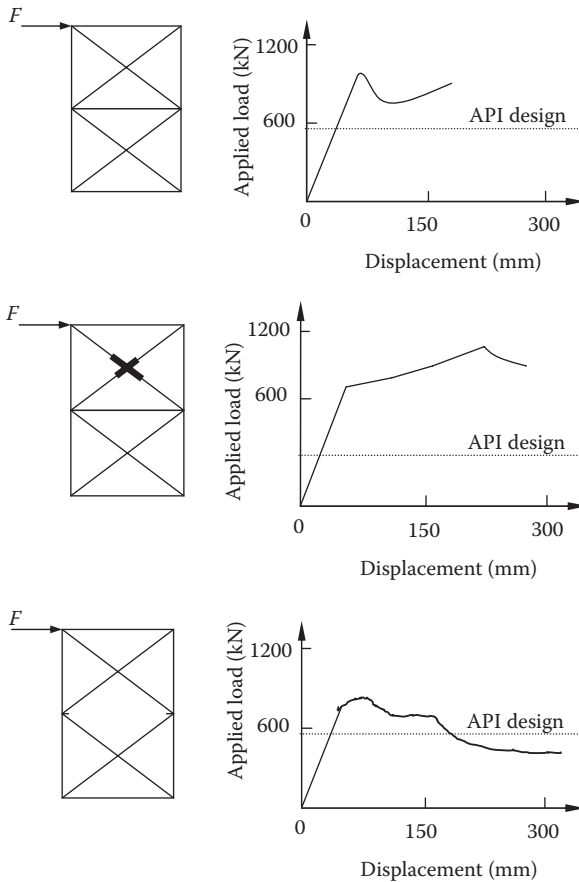 F
Applied load (kN)
1200
600
API design
0
150
300
Displacement (mm)
F
Applied load (kN)
1200
600
API design
0
150
300
Displacement (mm)
F
Applied load (kN)
1200
600
API design
0
150
300
Displacement (mm)